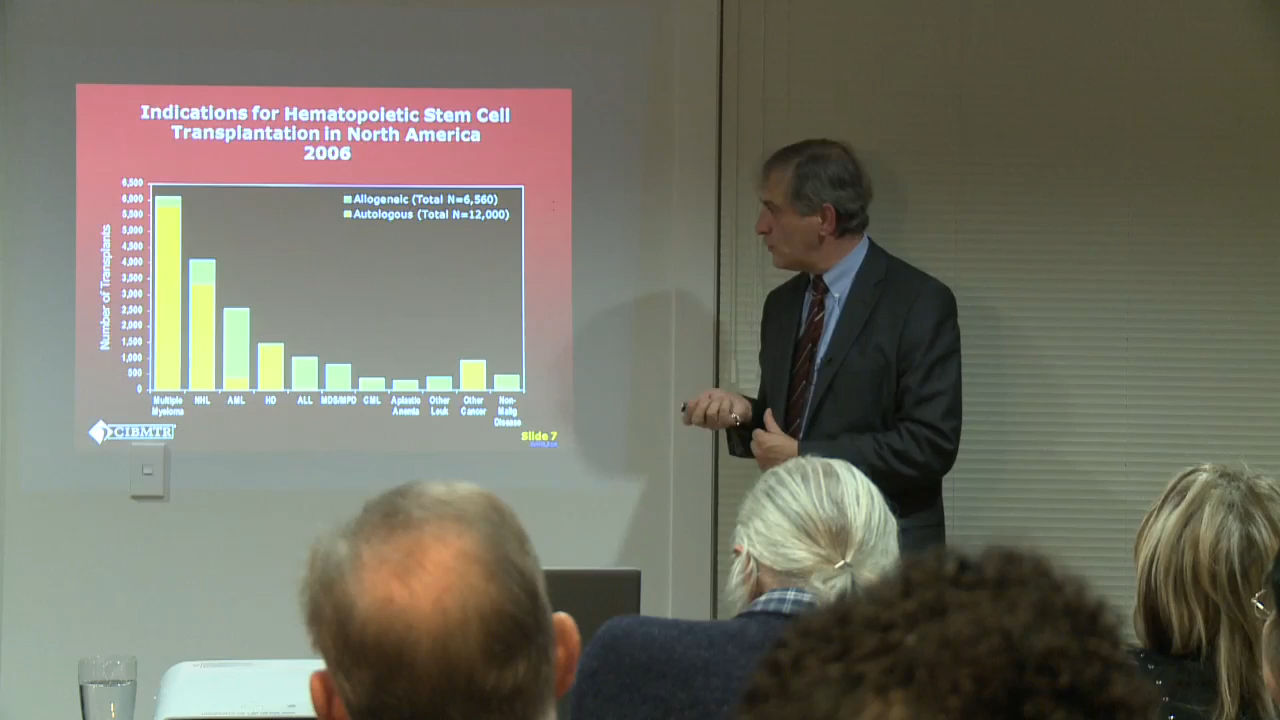 Indications for Hematopoietic Stem Cell
Transplantation in North America
2006
6,500
6,000
5,500
5,000
4,500
4,000
3,500
3,000
2,500
2,000
1,500
1,000
500
0
Number of Transplants
Allogeneic (Total N=6,560)
Autologous (Total N=12,000)
Multiple
Myeloma
NHL
AML
HD
ALL
MDS/MPD
CML
Aplastic
Anemia
Other
Leuk
Other
Cancer
Non-
Malig
Disease
CIBMTR
Slide 7